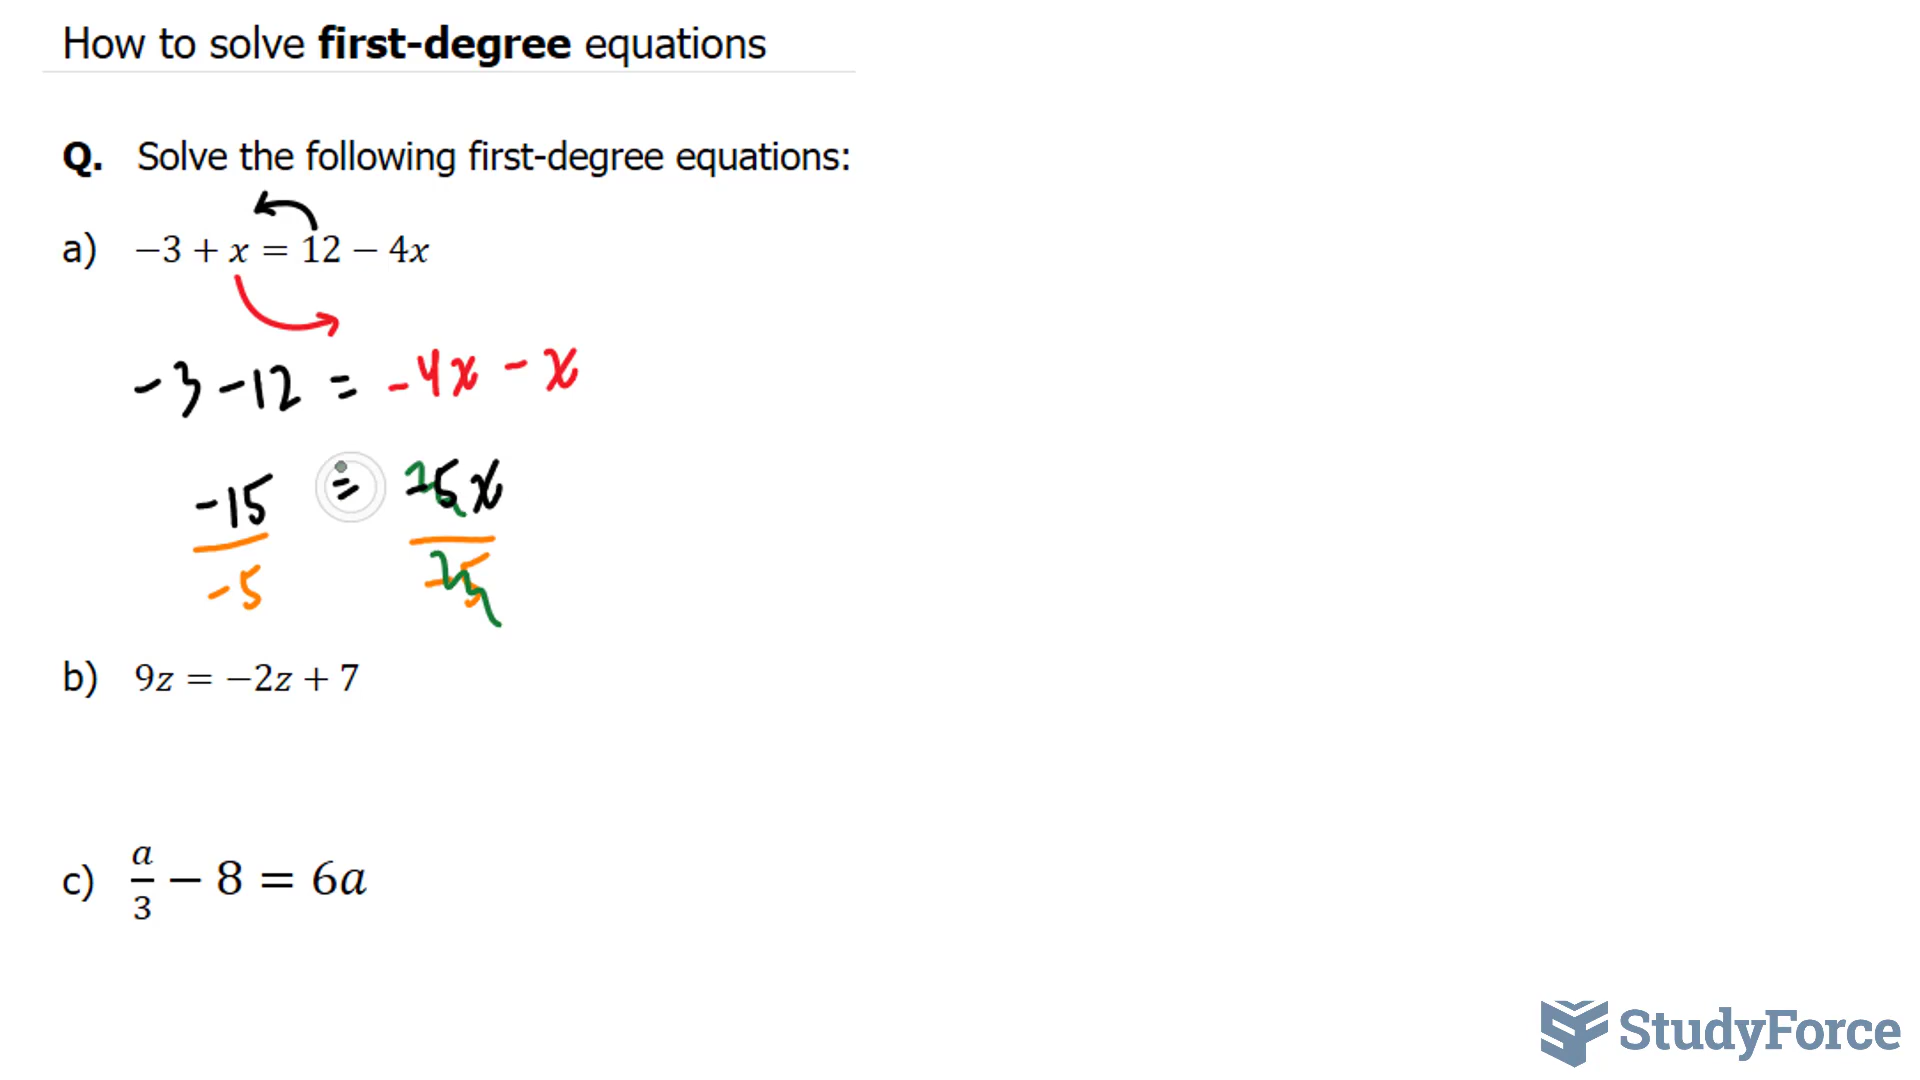 How to solve first-degree equations
Q. Solve the following first-degree equations:
a) −3 + x = 12 − 4x
-3 -12 = -4x - x
-15 = -5x
-5 -5
b) 9z = −2z + 7
c) a/3 − 8 = 6a
StudyForce